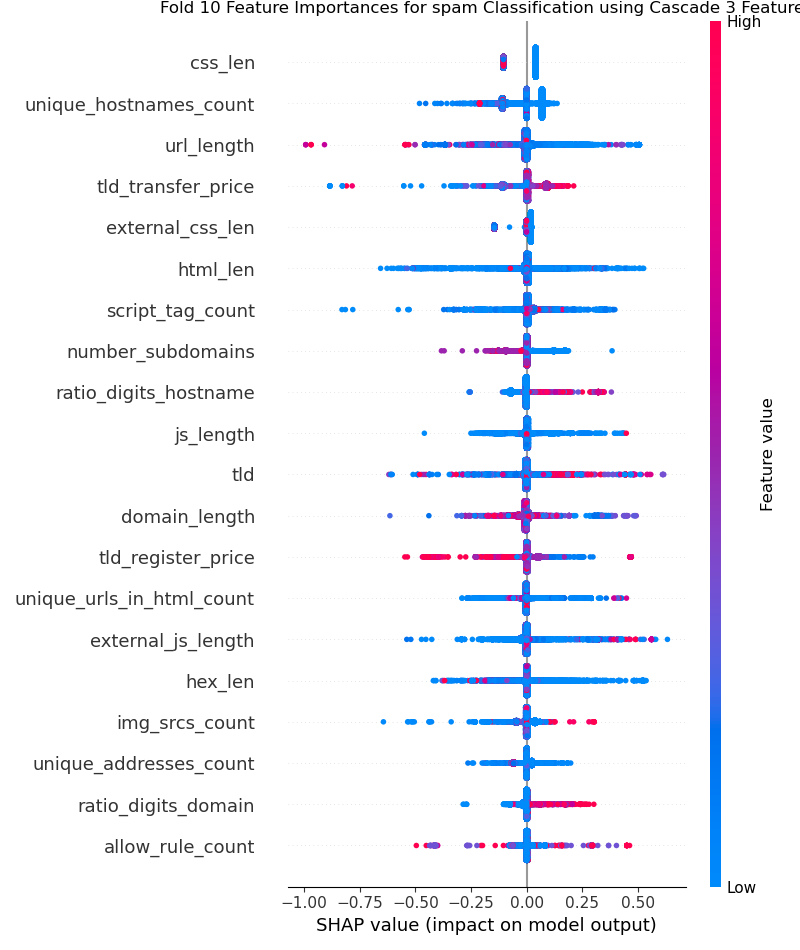 Fold 10 Feature Importances for spam Classification using Cascade 3 Feature
High
css_len
unique_hostnames_count
url_length
tld_transfer_price
external_css_len
html_len
script_tag_count
number_subdomains
ratio_digits_hostname
js_length
tld
domain_length
tld_register_price
unique_urls_in_html_count
external_js_length
hex_len
img_srcs_count
unique_addresses_count
ratio_digits_domain
allow_rule_count
Feature value
Low
−1.00 −0.75 −0.50 −0.25 0.00 0.25 0.50
SHAP value (impact on model output)